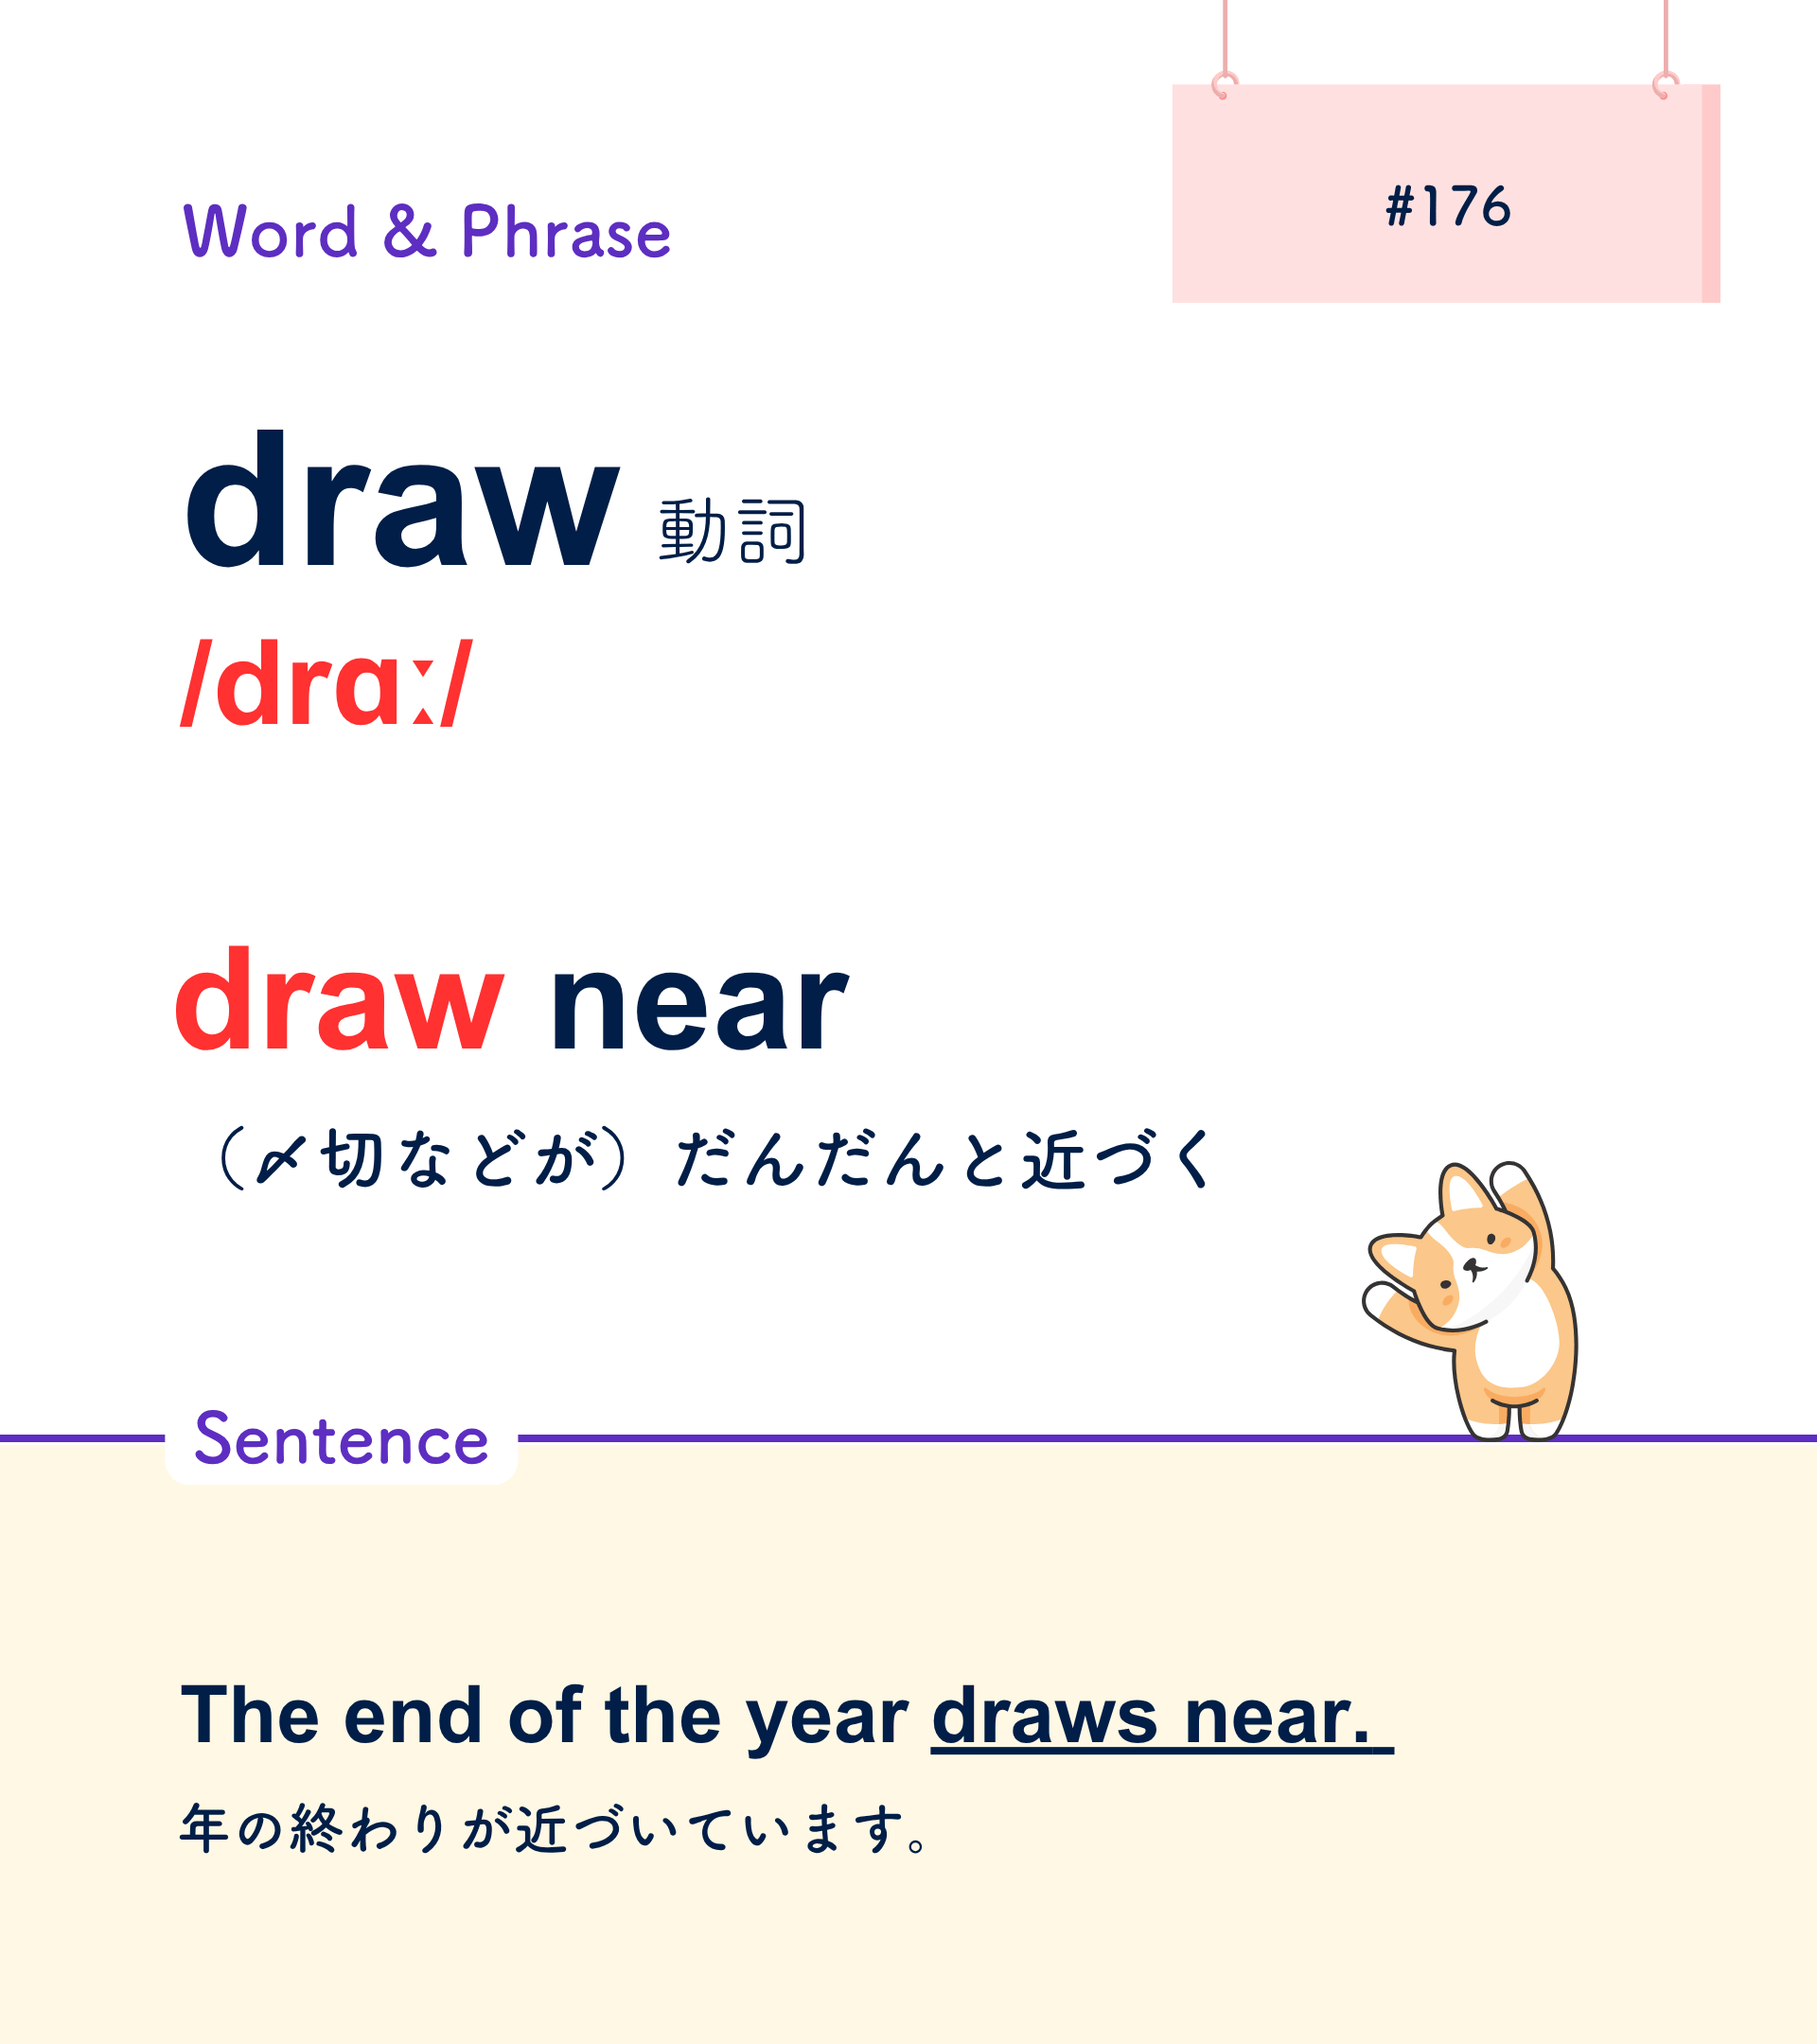 #176
Word & Phrase
draw 動詞
/drɑː/
draw near
（〆切などが） だんだんと近づく
Sentence
The end of the year draws near.
年の終わりが近づいています。